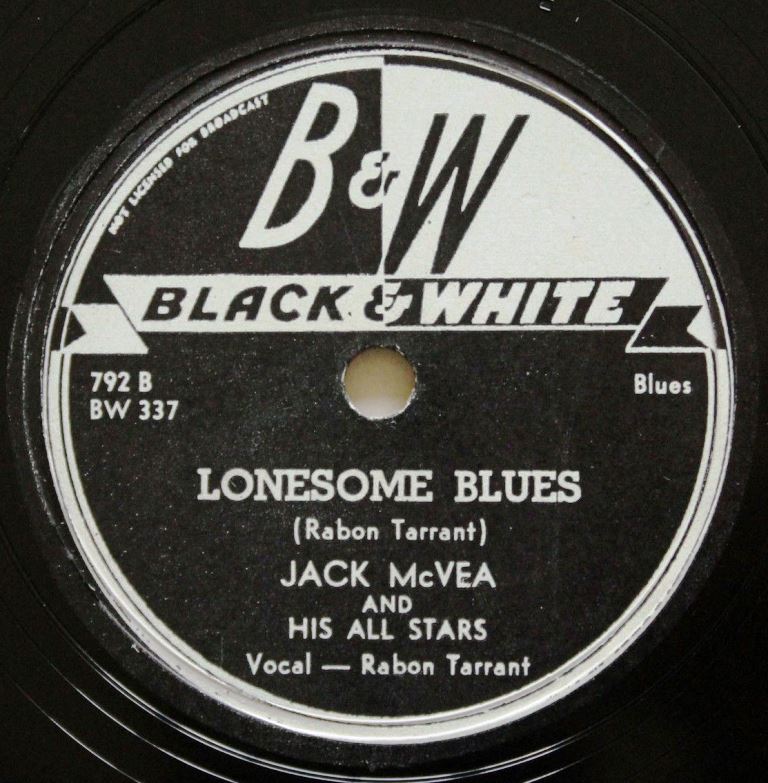 NOT LICENSED FOR BROADCAST
B & W
BLACK & WHITE
792 B
BW 337
Blues
LONESOME BLUES
(Rabon Tarrant)
JACK McVEA
AND
HIS ALL STARS
Vocal — Rabon Tarrant